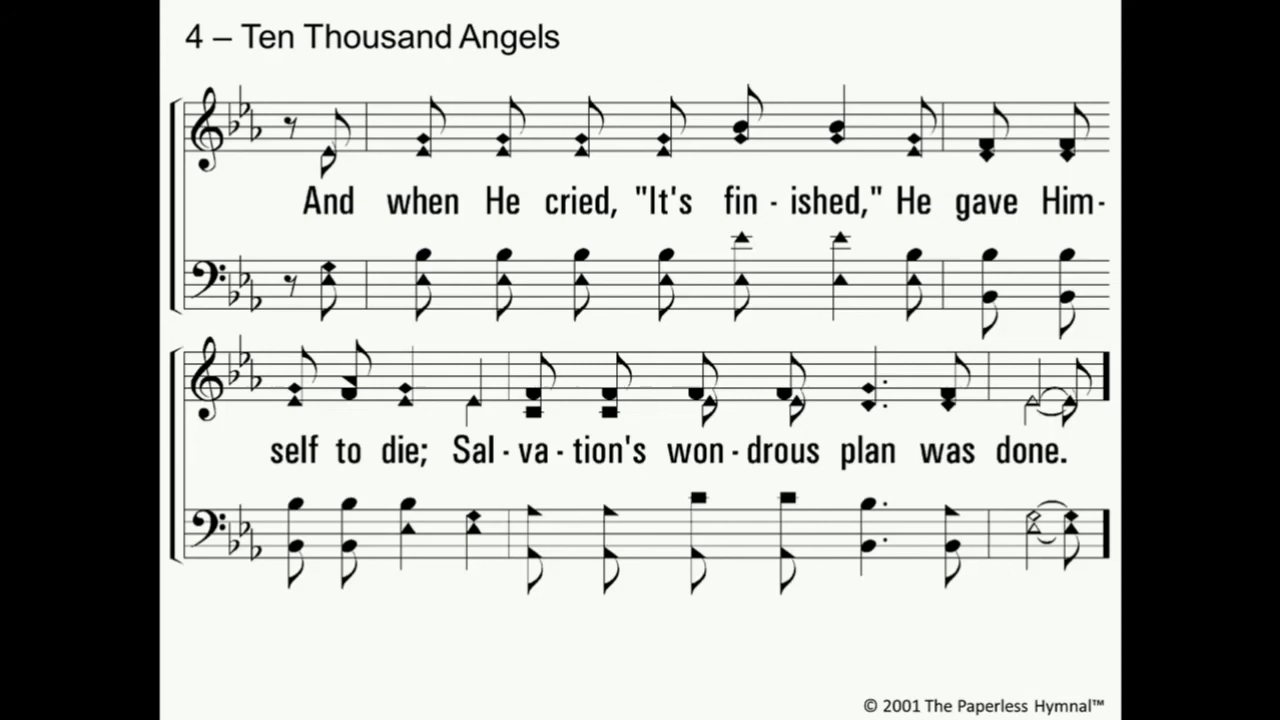 4 – Ten Thousand Angels
And when He cried, "It's fin - ished," He gave Him-
self to die; Sal - va - tion's won - drous plan was done.
© 2001 The Paperless Hymnal™